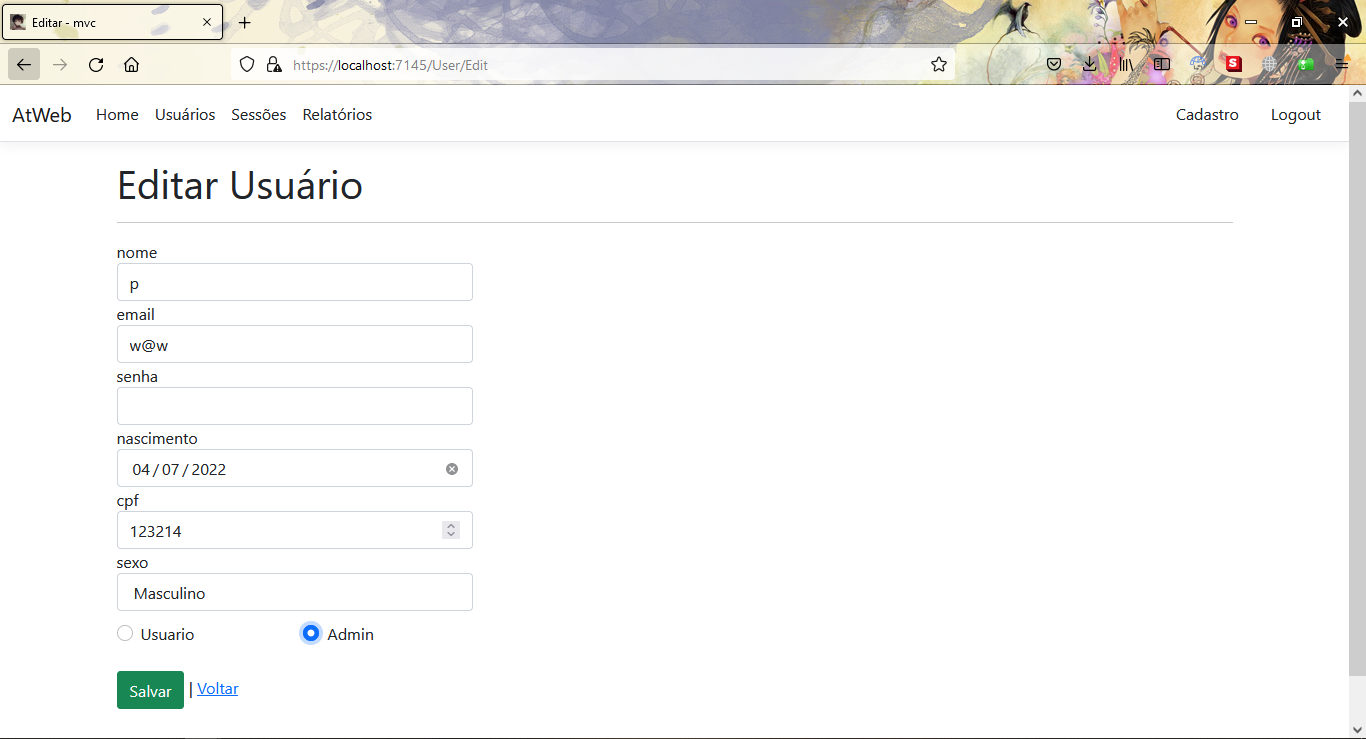 Editar - mvc
https://localhost:7145/User/Edit
S
AtWeb Home Usuários Sessões Relatórios Cadastro Logout
Editar Usuário
nome
p
email
w@w
senha
nascimento
04 / 07 / 2022
cpf
123214
sexo
Masculino
Usuario Admin
Salvar | Voltar